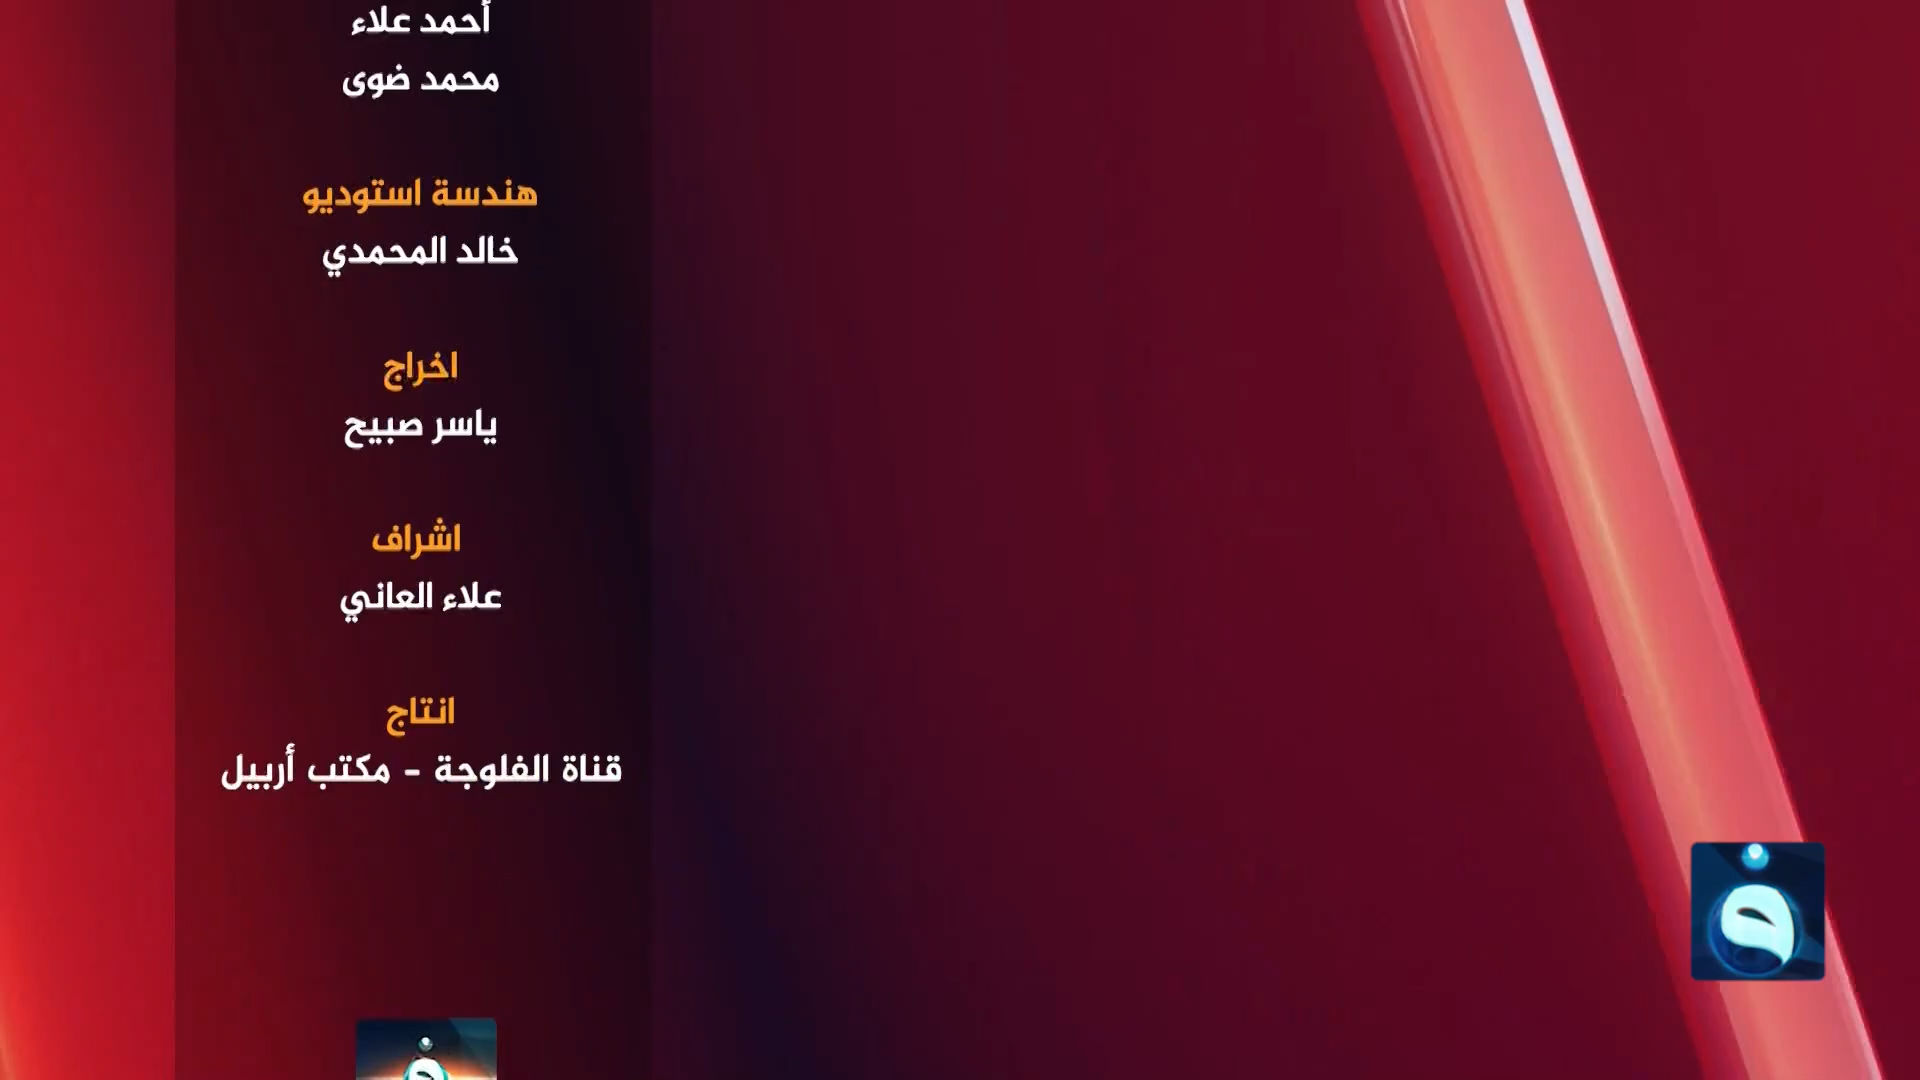 أحمد علاء
محمد ضوى
هندسة استوديو
خالد المحمدي
اخراج
ياسر صبيح
اشراف
علاء العاني
انتاج
قناة الفلوجة - مكتب أربيل